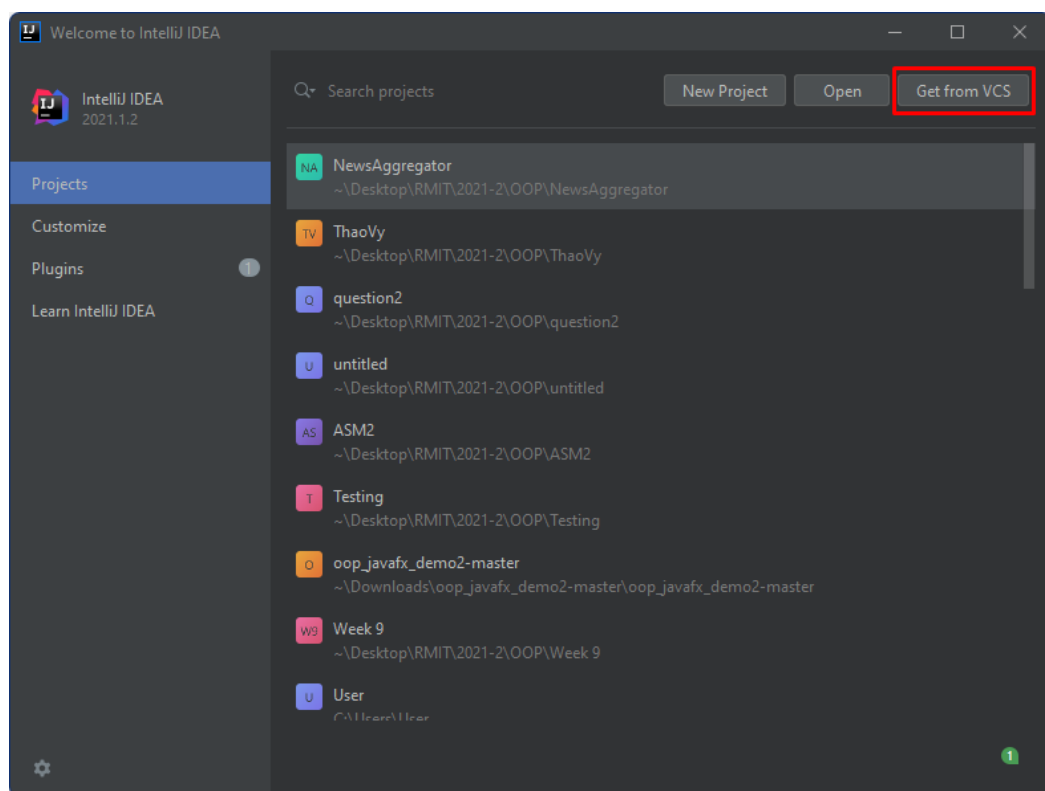 Welcome to IntelliJ IDEA
IntelliJ IDEA
2021.1.2
Projects
Customize
Plugins
1
Learn IntelliJ IDEA
Search projects
New Project
Open
Get from VCS
NA
NewsAggregator
~\Desktop\RMIT\2021-2\OOP\NewsAggregator
TV
ThaoVy
~\Desktop\RMIT\2021-2\OOP\ThaoVy
Q
question2
~\Desktop\RMIT\2021-2\OOP\question2
U
untitled
~\Desktop\RMIT\2021-2\OOP\untitled
AS
ASM2
~\Desktop\RMIT\2021-2\OOP\ASM2
T
Testing
~\Desktop\RMIT\2021-2\OOP\Testing
O
oop_javafx_demo2-master
~\Downloads\oop_javafx_demo2-master\oop_javafx_demo2-master
W9
Week 9
~\Desktop\RMIT\2021-2\OOP\Week 9
U
User
C:\Users\User
1